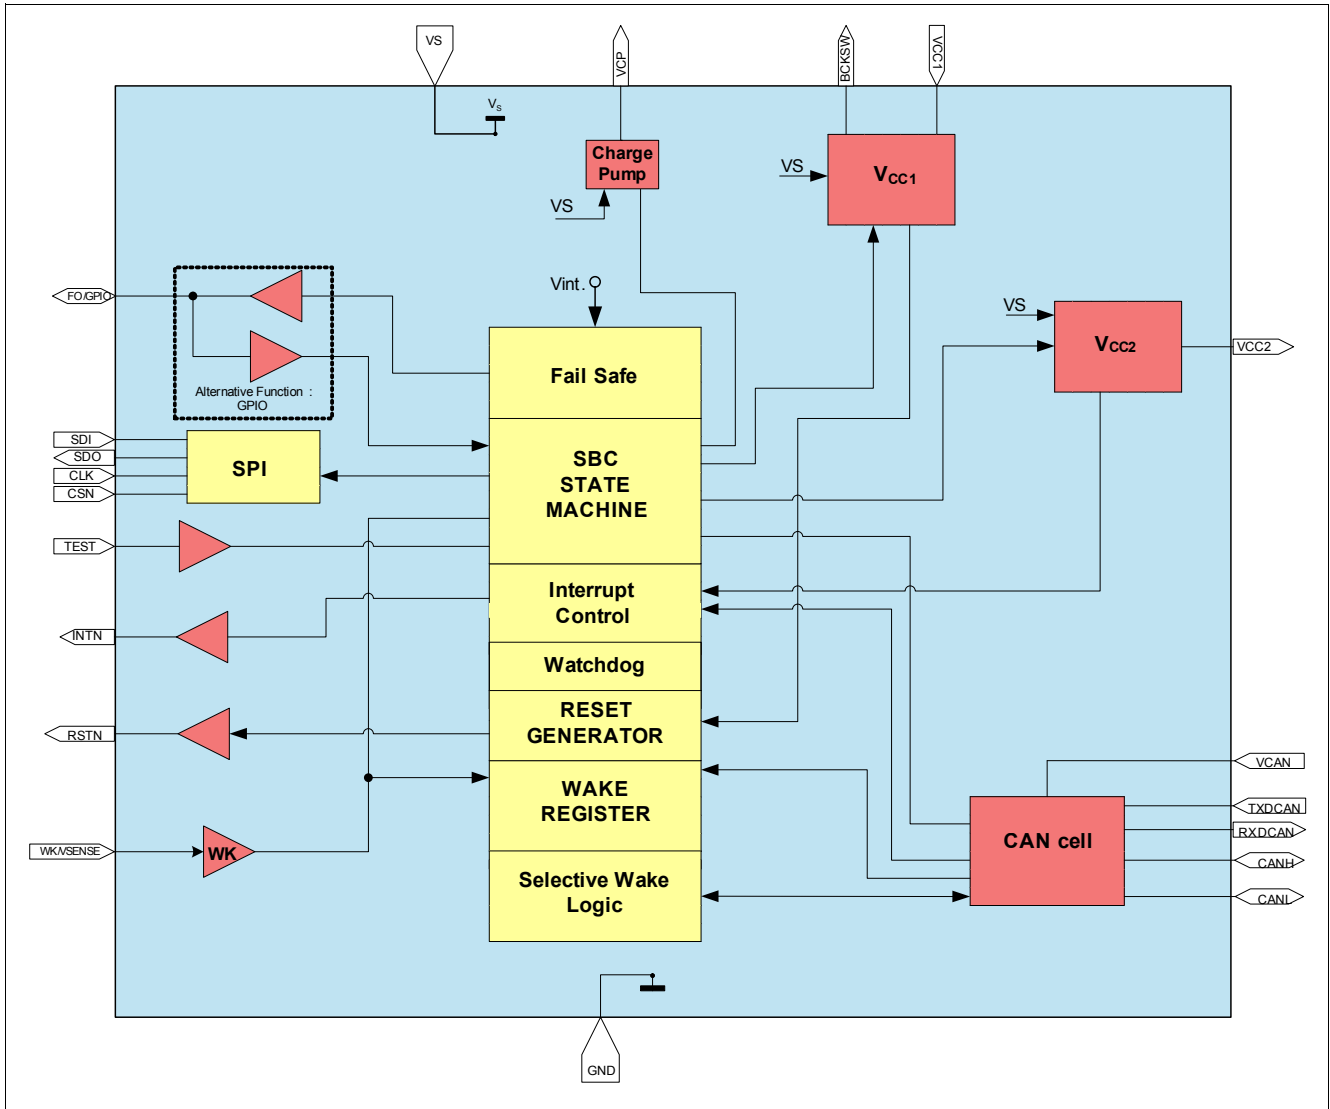 VS
VCP
BCKSW
VCC1
VS
Charge
Pump
VS
VS
VCC1
Vint.
FO/GPIO
Alternative Function :
GPIO
Fail Safe
VS
VCC2
VCC2
SDI
SDO
CLK
CSN
SPI
SBC
STATE
MACHINE
TEST
INTN
Interrupt
Control
Watchdog
RSTN
RESET
GENERATOR
WAKE
REGISTER
WK/VSENSE
WK
Selective Wake
Logic
CAN cell
VCAN
TXDCAN
RXDCAN
CANH
CANL
GND